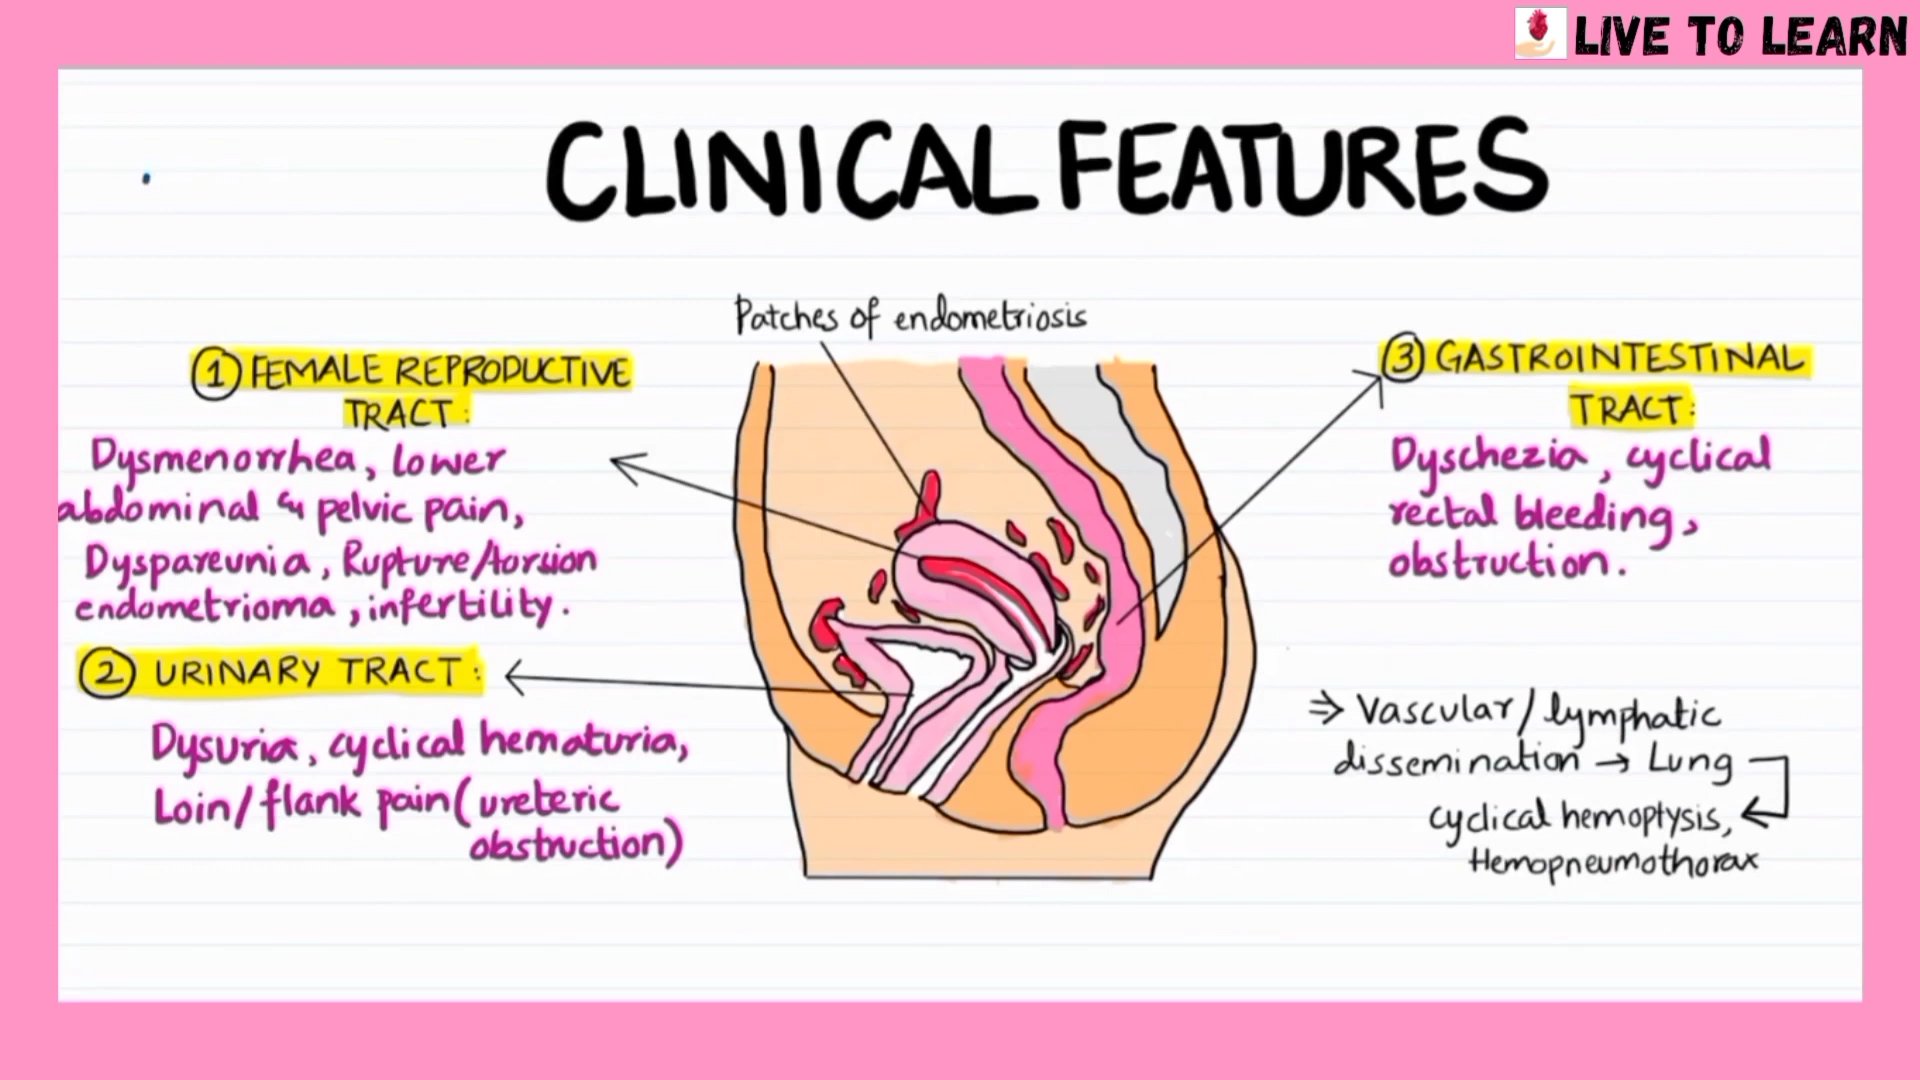 LIVE TO LEARN
CLINICAL FEATURES
Patches of endometriosis
① FEMALE REPRODUCTIVE
TRACT:
Dysmenorrhea, lower
abdominal & pelvic pain,
Dyspareunia, Rupture/torsion
endometrioma, infertility.
② URINARY TRACT:
Dysuria, cyclical hematuria,
Loin/flank pain (ureteric
obstruction)
③ GASTROINTESTINAL
TRACT:
Dyschezia, cyclical
rectal bleeding,
obstruction.
⇒ Vascular/lymphatic
dissemination → Lung
cyclical hemoptysis,
Hemopneumothorax